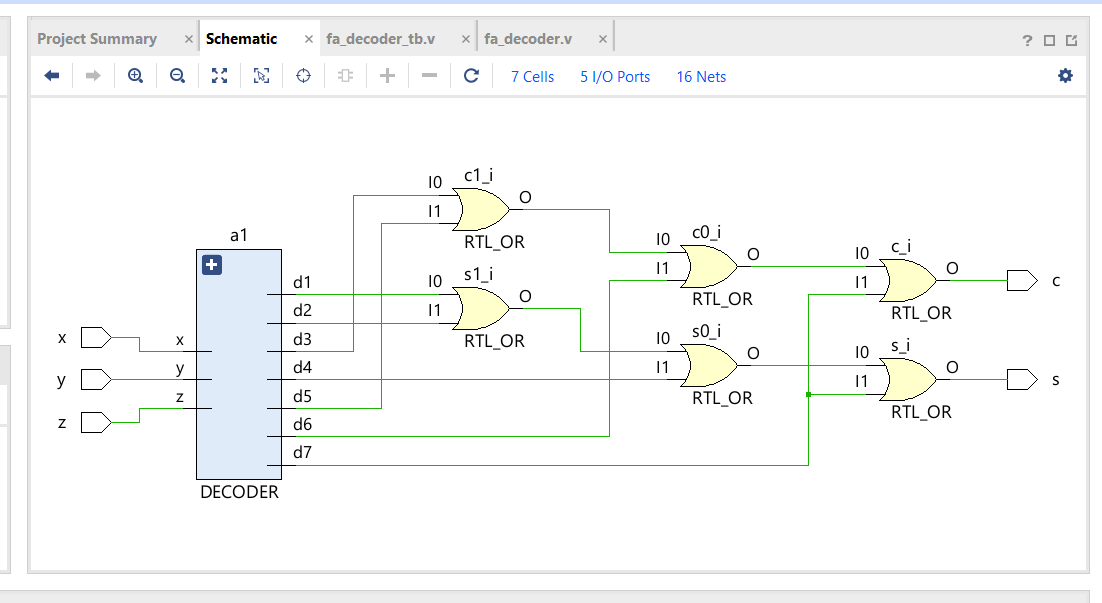 Project Summary × Schematic × fa_decoder_tb.v × fa_decoder.v × ?
7 Cells 5 I/O Ports 16 Nets
c1_i
I0 O
I1
RTL_OR
c0_i
I0 O
I1
RTL_OR
c_i
I0 O c
I1
RTL_OR
a1
s1_i
I0 O
I1
RTL_OR
s0_i
I0 O
I1
RTL_OR
s_i
I0 O s
I1
RTL_OR
d1
d2
x x d3
y y d4
z z d5
d6
d7
DECODER